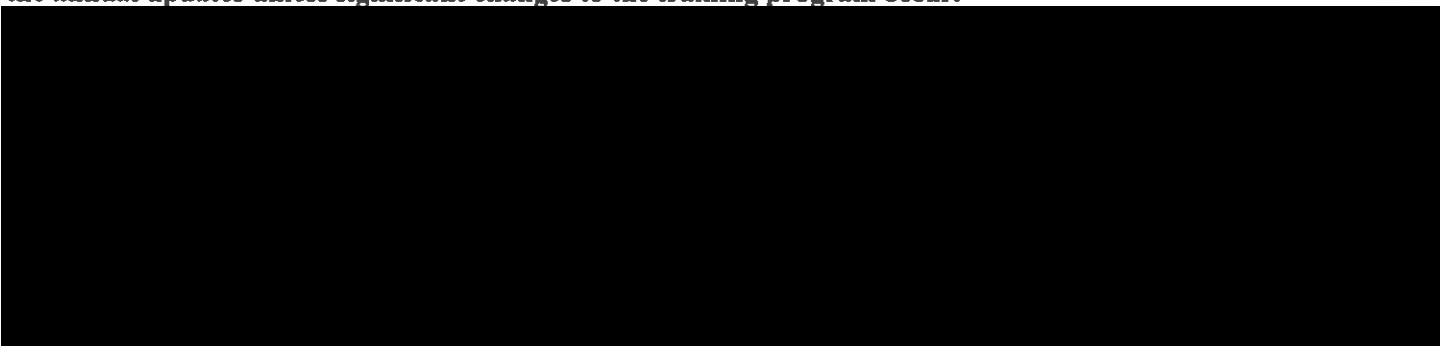 the annual updates unless significant changes to the training program occur.